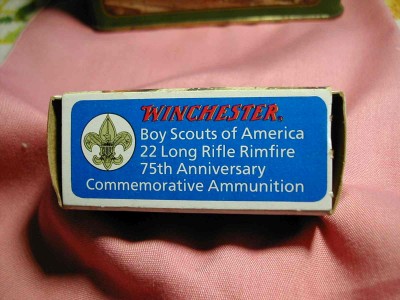 WINCHESTER
Boy Scouts of America
22 Long Rifle Rimfire
75th Anniversary
Commemorative Ammunition